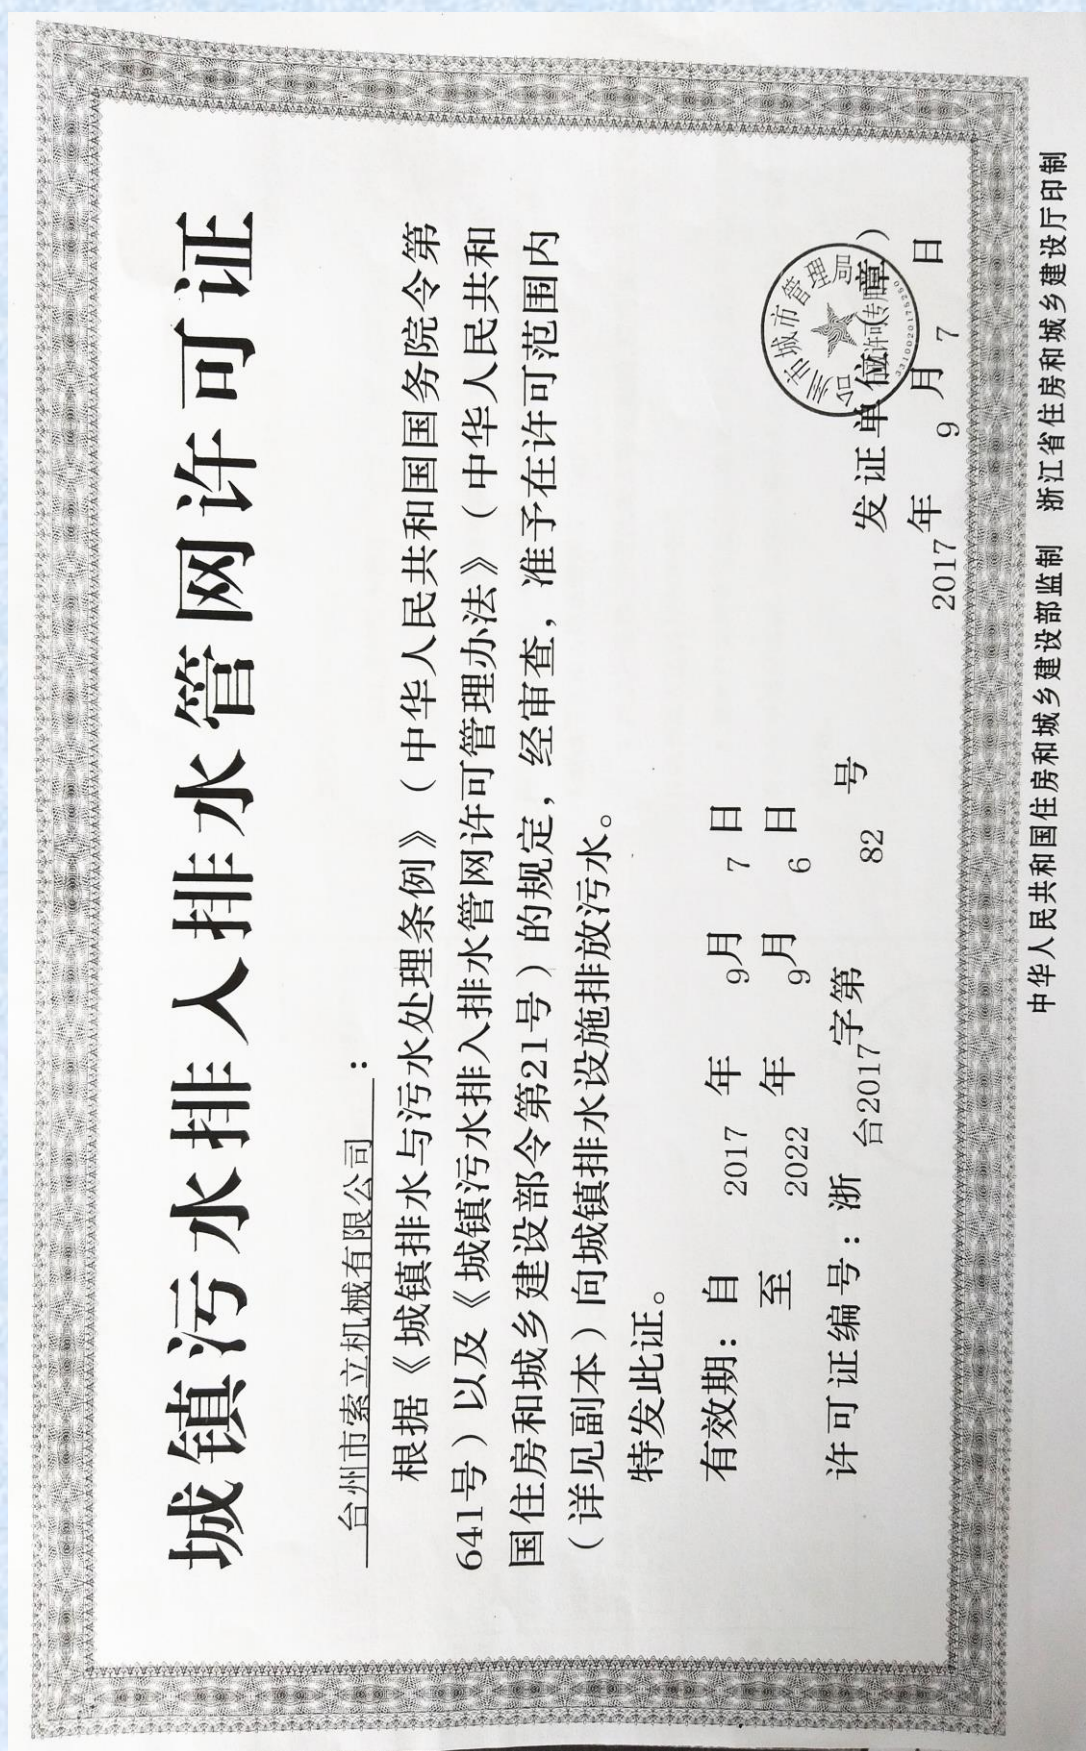 城镇污水排入排水管网许可证
台州市索立机械有限公司：
根据《城镇排水与污水处理条例》（中华人民共和国国务院令第
641号）以及《城镇污水排入排水管网许可管理办法》（中华人民共和
国住房和城乡建设部令第21号）的规定，经审查，准予在许可范围内
（详见副本）向城镇排水设施排放污水。
特发此证。
有效期：自 2017 年 9月 7 日
至 2022 年 9月 6 日
许可证编号：浙 台2017字第 82 号
发证单位（章）
2017 年 9 月 7 日
台州市城市管理局
中华人民共和国住房和城乡建设部监制 浙江省住房和城乡建设厅印制